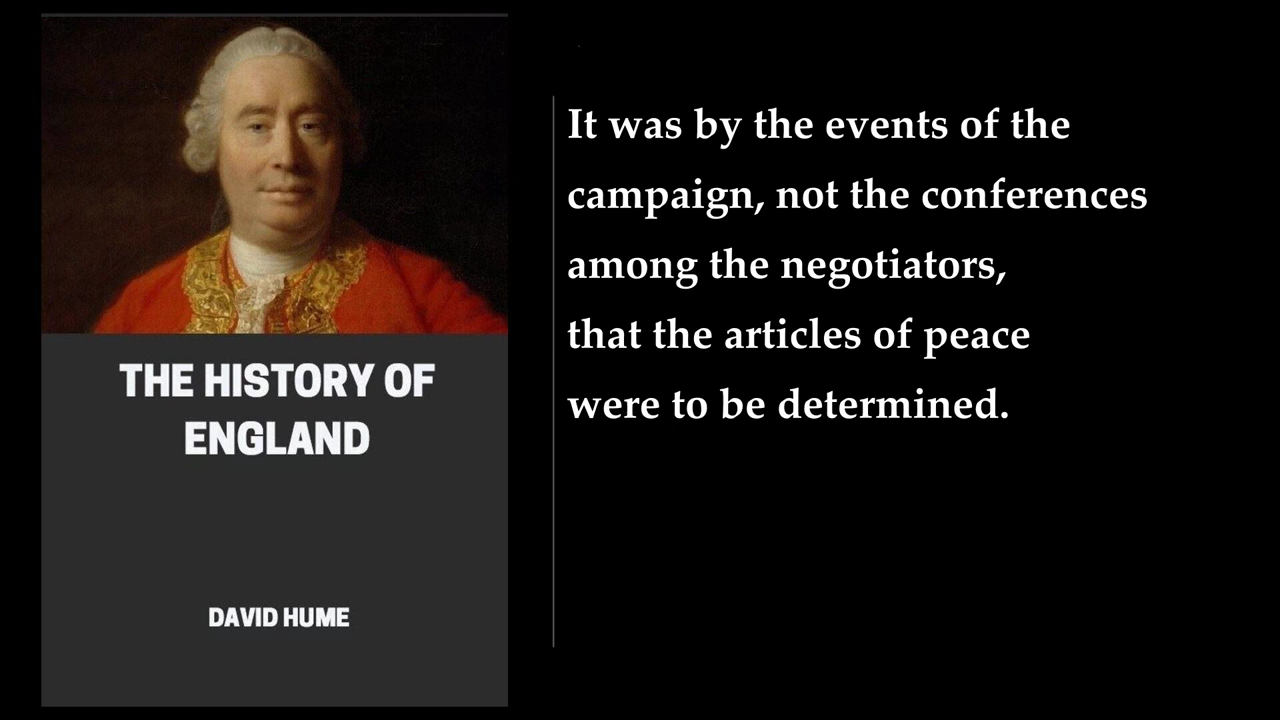 THE HISTORY OF
ENGLAND
DAVID HUME
It was by the events of the
campaign, not the conferences
among the negotiators,
that the articles of peace
were to be determined.